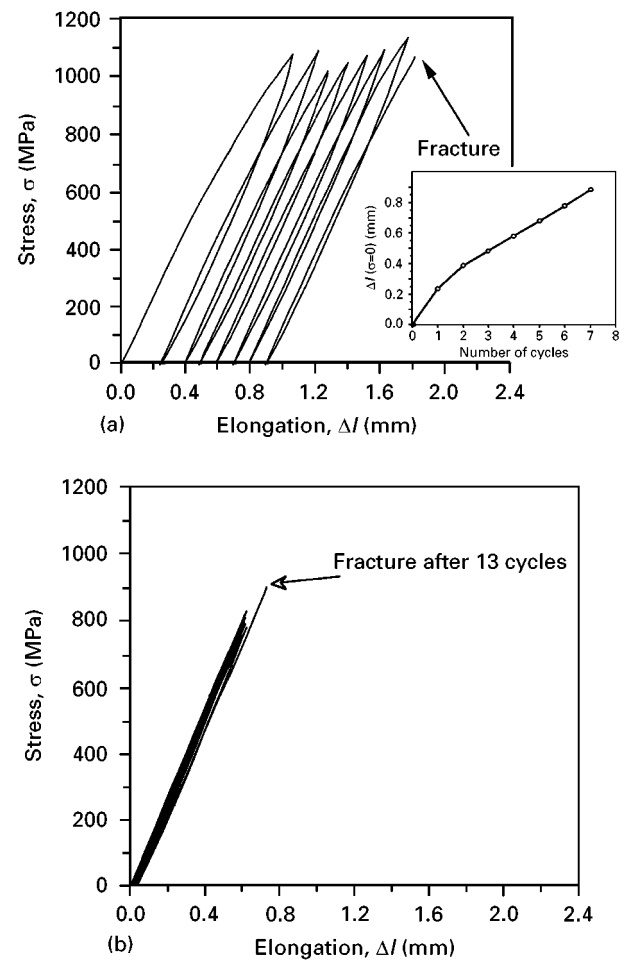 1200
1000
800
600
400
200
0
Stress, σ (MPa)
Fracture
0.8
0.6
0.4
0.2
0.0
Δl (σ=0) (mm)
0 1 2 3 4 5 6 7 8
Number of cycles
0.0 0.4 0.8 1.2 1.6 2.0 2.4
(a)
Elongation, Δl (mm)
1200
1000
800
600
400
200
0
Stress, σ (MPa)
Fracture after 13 cycles
0.0 0.4 0.8 1.2 1.6 2.0 2.4
(b)
Elongation, Δl (mm)